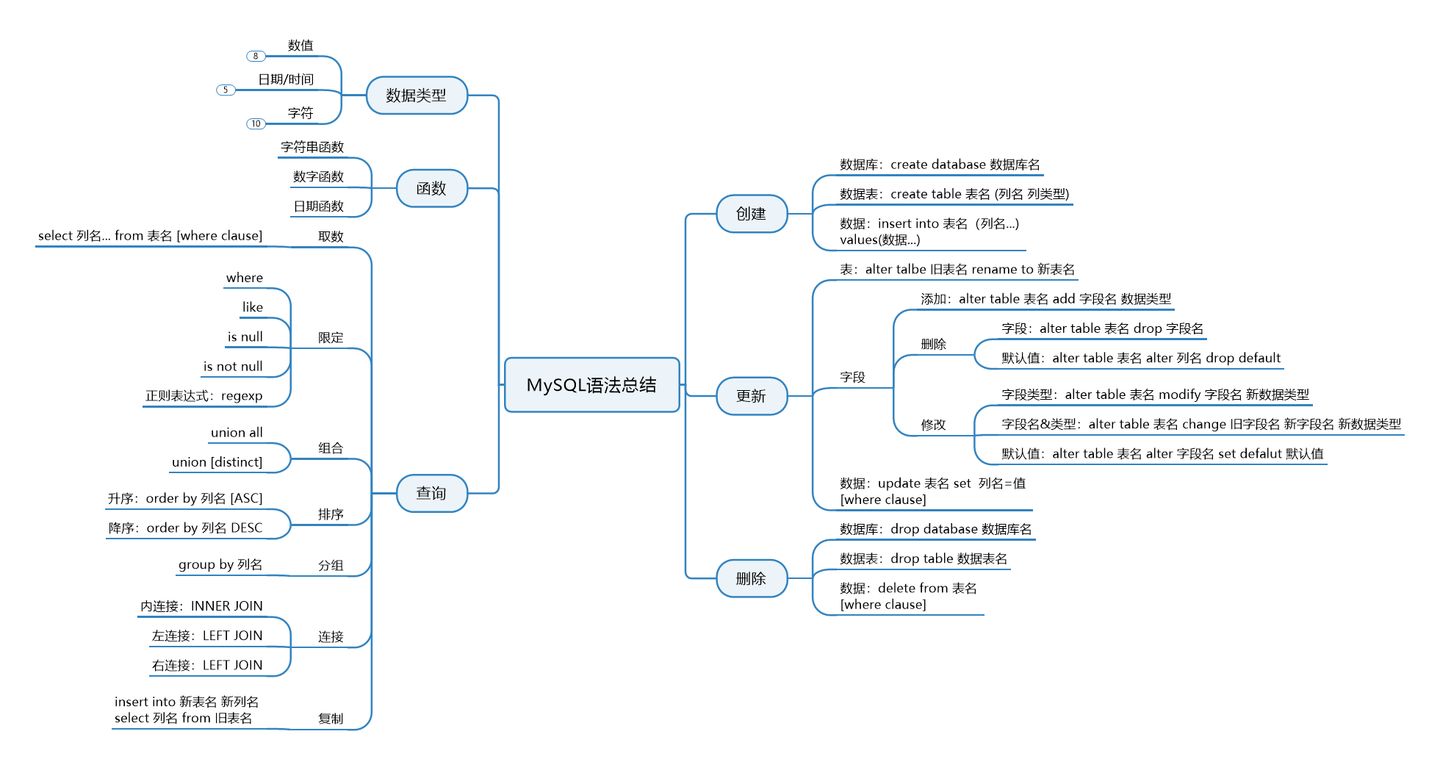 MySQL语法总结
数据类型
数值
8
日期/时间
5
字符
10
函数
字符串函数
数字函数
日期函数
查询
取数
select 列名... from 表名 [where clause]
限定
where
like
is null
is not null
正则表达式：regexp
组合
union all
union [distinct]
排序
升序：order by 列名 [ASC]
降序：order by 列名 DESC
分组
group by 列名
连接
内连接：INNER JOIN
左连接：LEFT JOIN
右连接：LEFT JOIN
复制
insert into 新表名 新列名
select 列名 from 旧表名
创建
数据库：create database 数据库名
数据表：create table 表名 (列名 列类型)
数据：insert into 表名（列名...)
values(数据...)
更新
表：alter talbe 旧表名 rename to 新表名
字段
添加：alter table 表名 add 字段名 数据类型
删除
字段：alter table 表名 drop 字段名
默认值：alter table 表名 alter 列名 drop default
修改
字段类型：alter table 表名 modify 字段名 新数据类型
字段名&类型：alter table 表名 change 旧字段名 新字段名 新数据类型
默认值：alter table 表名 alter 字段名 set defalut 默认值
数据：update 表名 set 列名=值
[where clause]
删除
数据库：drop database 数据库名
数据表：drop table 数据表名
数据：delete from 表名
[where clause]